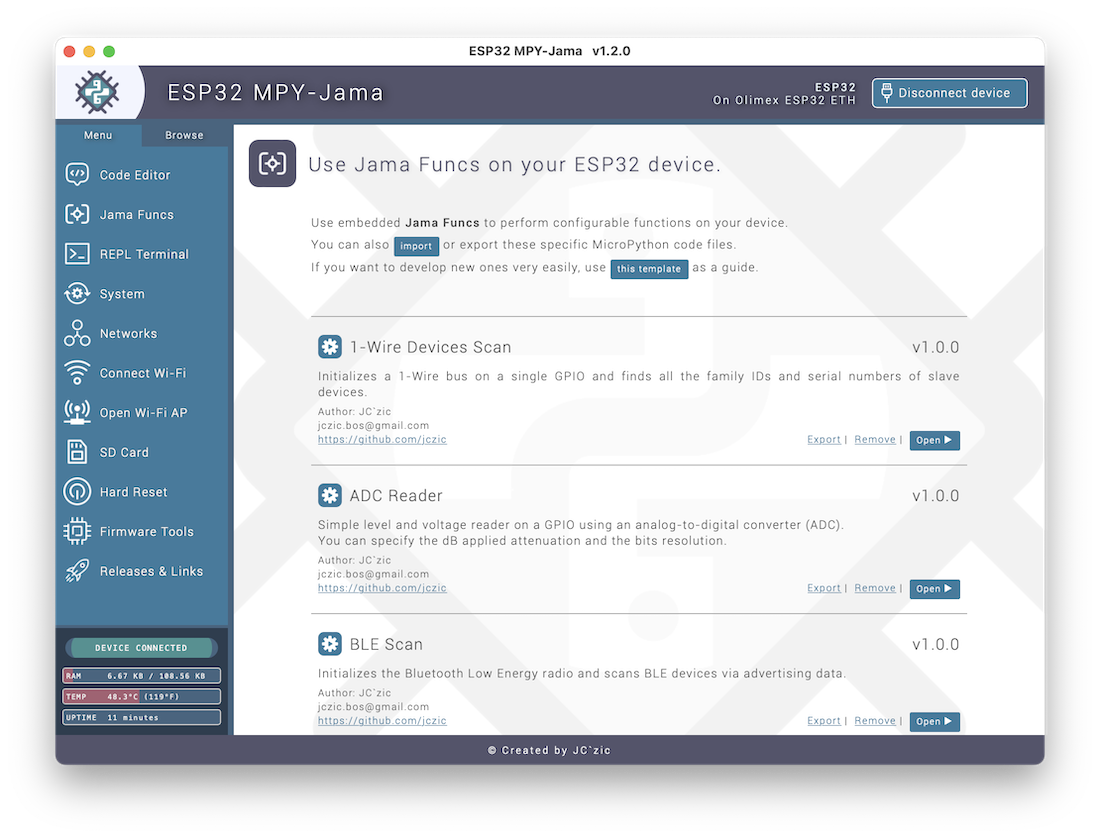 ESP32 MPY-Jama v1.2.0
ESP32 MPY-Jama
ESP32
On Olimex ESP32 ETH
Disconnect device
Menu
Browse
Code Editor
Jama Funcs
REPL Terminal
System
Networks
Connect Wi-Fi
Open Wi-Fi AP
SD Card
Hard Reset
Firmware Tools
Releases & Links
DEVICE CONNECTED
RAM 6.67 KB / 108.56 KB
TEMP 48.3°C (119°F)
UPTIME 11 minutes
Use Jama Funcs on your ESP32 device.
Use embedded Jama Funcs to perform configurable functions on your device.
You can also import or export these specific MicroPython code files.
If you want to develop new ones very easily, use this template as a guide.
1-Wire Devices Scan v1.0.0
Initializes a 1-Wire bus on a single GPIO and finds all the family IDs and serial numbers of slave
devices.
Author: JC`zic
jczic.bos@gmail.com
https://github.com/jczic Export | Remove | Open
ADC Reader v1.0.0
Simple level and voltage reader on a GPIO using an analog-to-digital converter (ADC).
You can specify the dB applied attenuation and the bits resolution.
Author: JC`zic
jczic.bos@gmail.com
https://github.com/jczic Export | Remove | Open
BLE Scan v1.0.0
Initializes the Bluetooth Low Energy radio and scans BLE devices via advertising data.
Author: JC`zic
jczic.bos@gmail.com
https://github.com/jczic Export | Remove | Open
© Created by JC`zic